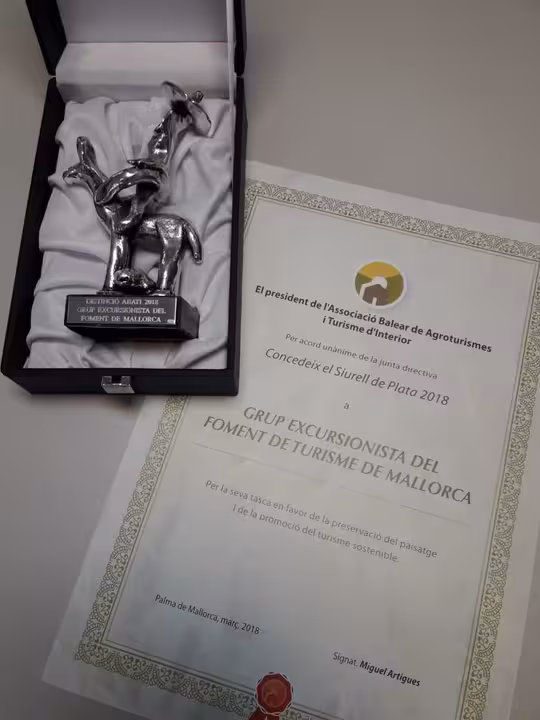 DISTINCIÓ ABATI 2018
GRUP EXCURSIONISTA DEL
FOMENT DE MALLORCA
El president de l'Associació Balear de Agroturismes
i Turisme d'Interior
Per acord unànime de la junta directiva
Concedeix el Siurell de Plata 2018
a
GRUP EXCURSIONISTA DEL
FOMENT DE TURISME DE MALLORCA
Per la seva tasca en favor de la preservació del paisatge
i de la promoció del turisme sostenible.
Palma de Mallorca, març, 2018
Signat. Miguel Artigues